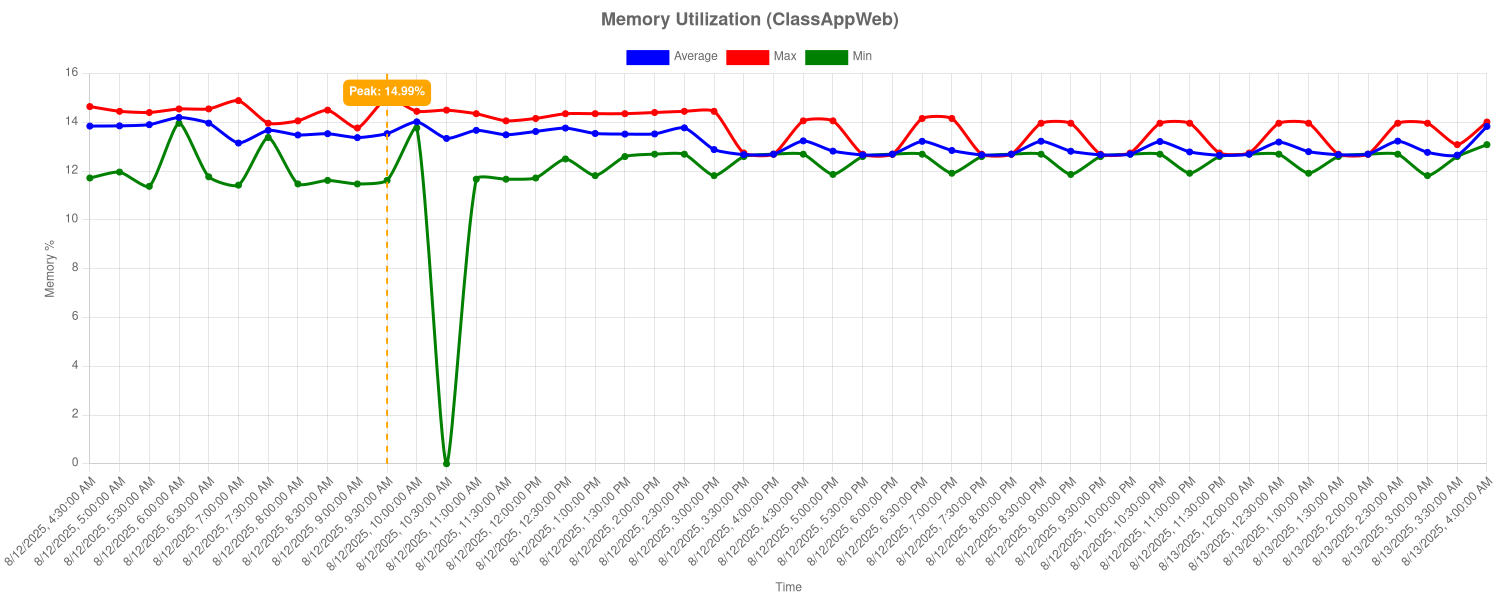 Memory Utilization (ClassAppWeb)
Average Max Min
Peak: 14.99%
16
14
12
10
8
6
4
2
0
Memory %
8/12/2025, 4:30:00 AM
8/12/2025, 5:00:00 AM
8/12/2025, 5:30:00 AM
8/12/2025, 6:00:00 AM
8/12/2025, 6:30:00 AM
8/12/2025, 7:00:00 AM
8/12/2025, 7:30:00 AM
8/12/2025, 8:00:00 AM
8/12/2025, 8:30:00 AM
8/12/2025, 9:00:00 AM
8/12/2025, 9:30:00 AM
8/12/2025, 10:00:00 AM
8/12/2025, 10:30:00 AM
8/12/2025, 11:00:00 AM
8/12/2025, 11:30:00 AM
8/12/2025, 12:00:00 PM
8/12/2025, 12:30:00 PM
8/12/2025, 1:00:00 PM
8/12/2025, 1:30:00 PM
8/12/2025, 2:00:00 PM
8/12/2025, 2:30:00 PM
8/12/2025, 3:00:00 PM
8/12/2025, 3:30:00 PM
8/12/2025, 4:00:00 PM
8/12/2025, 4:30:00 PM
8/12/2025, 5:00:00 PM
8/12/2025, 5:30:00 PM
8/12/2025, 6:00:00 PM
8/12/2025, 6:30:00 PM
8/12/2025, 7:00:00 PM
8/12/2025, 7:30:00 PM
8/12/2025, 8:00:00 PM
8/12/2025, 8:30:00 PM
8/12/2025, 9:00:00 PM
8/12/2025, 9:30:00 PM
8/12/2025, 10:00:00 PM
8/12/2025, 10:30:00 PM
8/12/2025, 11:00:00 PM
8/12/2025, 11:30:00 PM
8/13/2025, 12:00:00 AM
8/13/2025, 12:30:00 AM
8/13/2025, 1:00:00 AM
8/13/2025, 1:30:00 AM
8/13/2025, 2:00:00 AM
8/13/2025, 2:30:00 AM
8/13/2025, 3:00:00 AM
8/13/2025, 3:30:00 AM
8/13/2025, 4:00:00 AM
Time